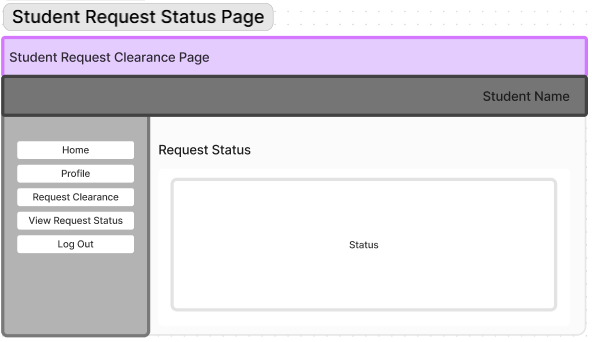 Student Request Status Page
Student Request Clearance Page
Student Name
Home
Profile
Request Clearance
View Request Status
Log Out
Request Status
Status